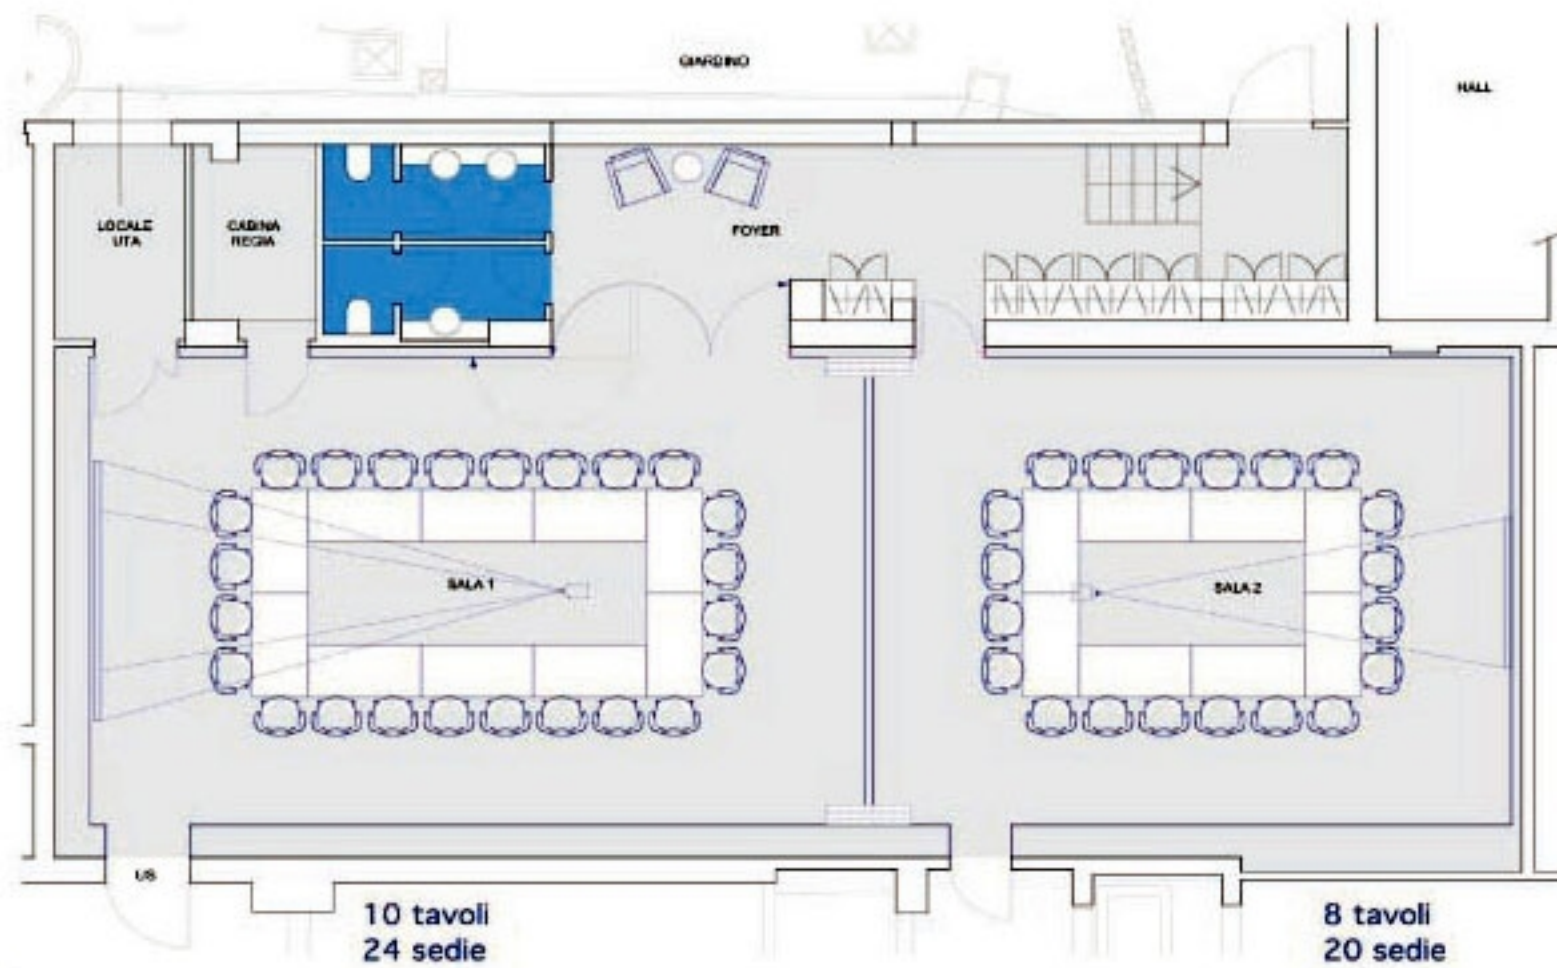 GIARDINO
HALL
LOCALE
UTA
CABINA
REGIA
FOYER
SALA 1
SALA 2
US
10 tavoli
24 sedie
8 tavoli
20 sedie